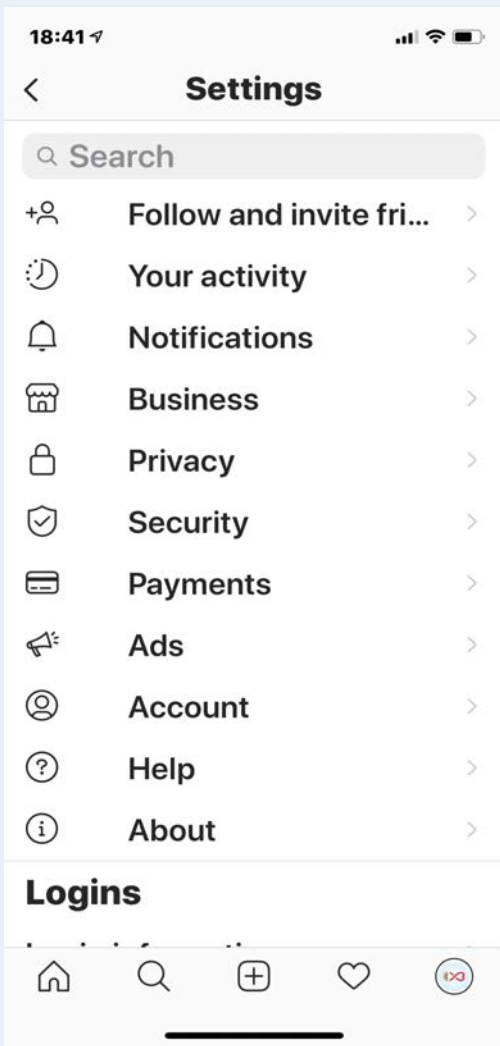 18:41
Settings
Search
Follow and invite fri...
Your activity
Notifications
Business
Privacy
Security
Payments
Ads
Account
Help
About
Logins